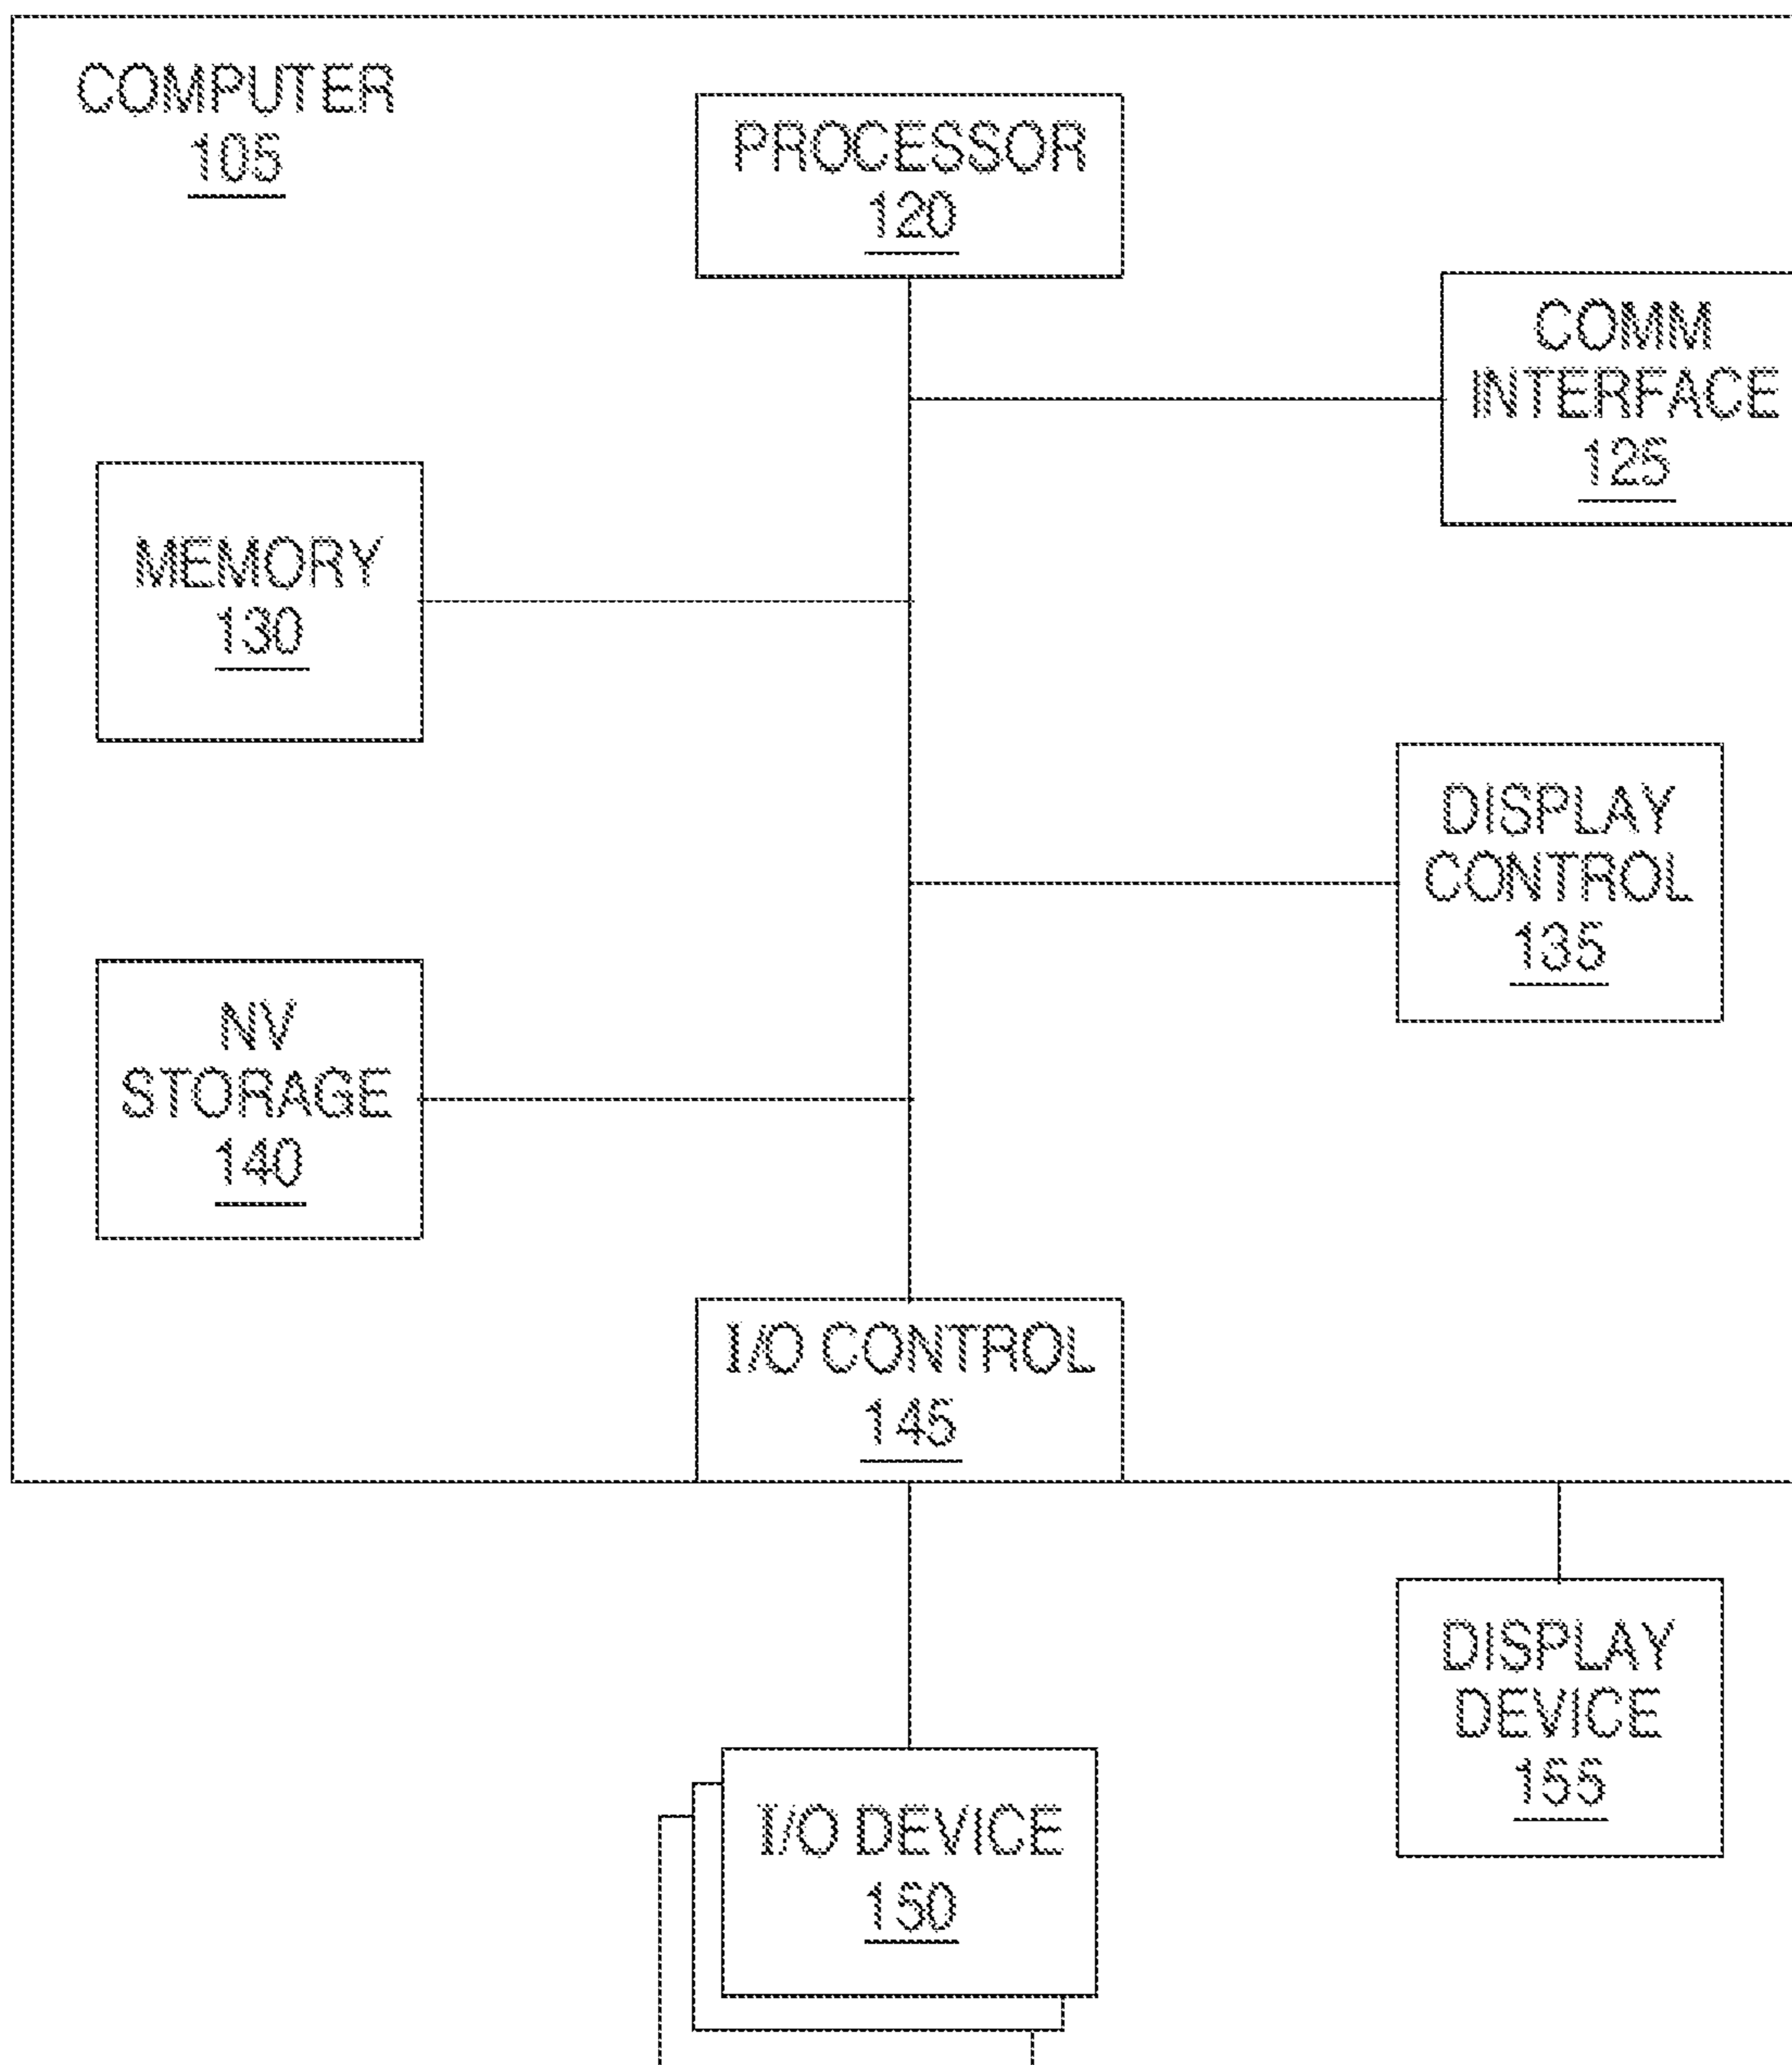 COMPUTER
105
PROCESSOR
120
COMM
INTERFACE
125
MEMORY
130
DISPLAY
CONTROL
135
NV
STORAGE
140
I/O CONTROL
145
DISPLAY
DEVICE
155
I/O DEVICE
150